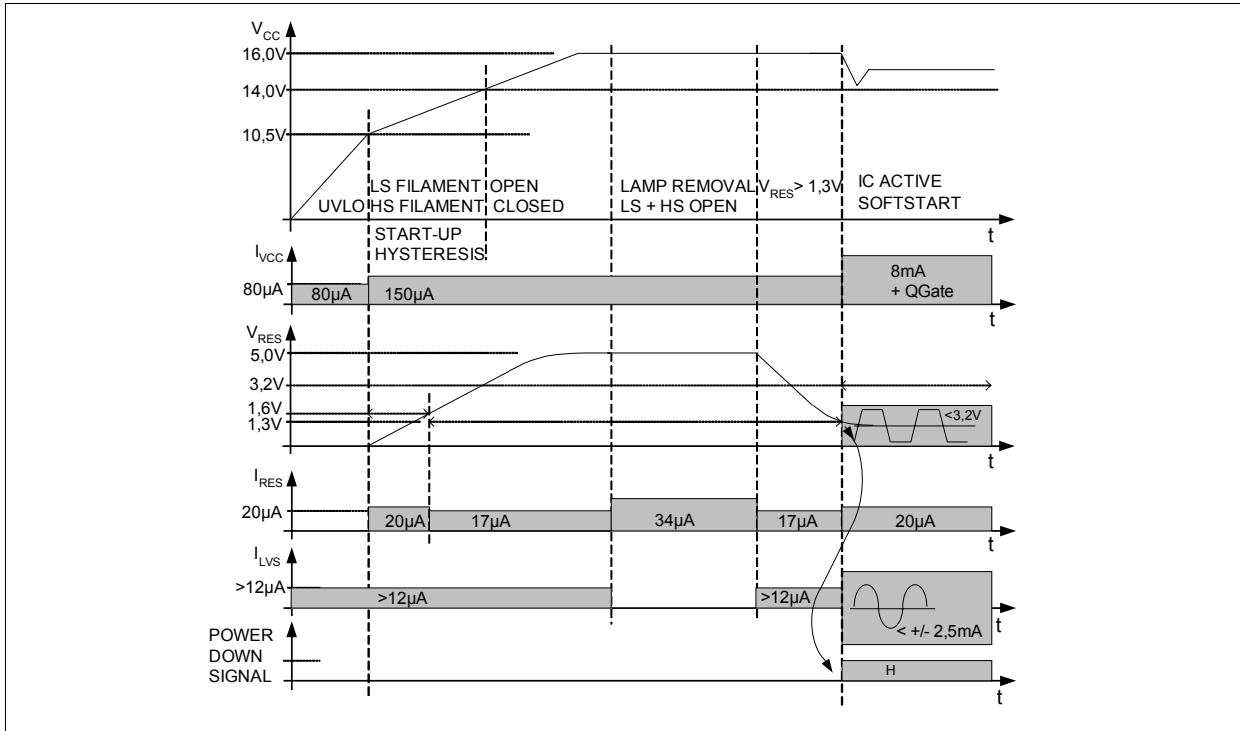 VCC
16,0V
14,0V
10,5V
LS FILAMENT OPEN
UVLO HS FILAMENT CLOSED
START-UP
HYSTERESIS
LAMP REMOVAL VRES> 1,3V
LS + HS OPEN
IC ACTIVE
SOFTSTART
t
IVCC
80µA
80µA
150µA
8mA
+ QGate
t
VRES
5,0V
3,2V
1,6V
1,3V
<3,2V
t
IRES
20µA
20µA
17µA
34µA
17µA
20µA
t
ILVS
>12µA
>12µA
>12µA
< +/- 2,5mA
t
POWER
DOWN
SIGNAL
H
t